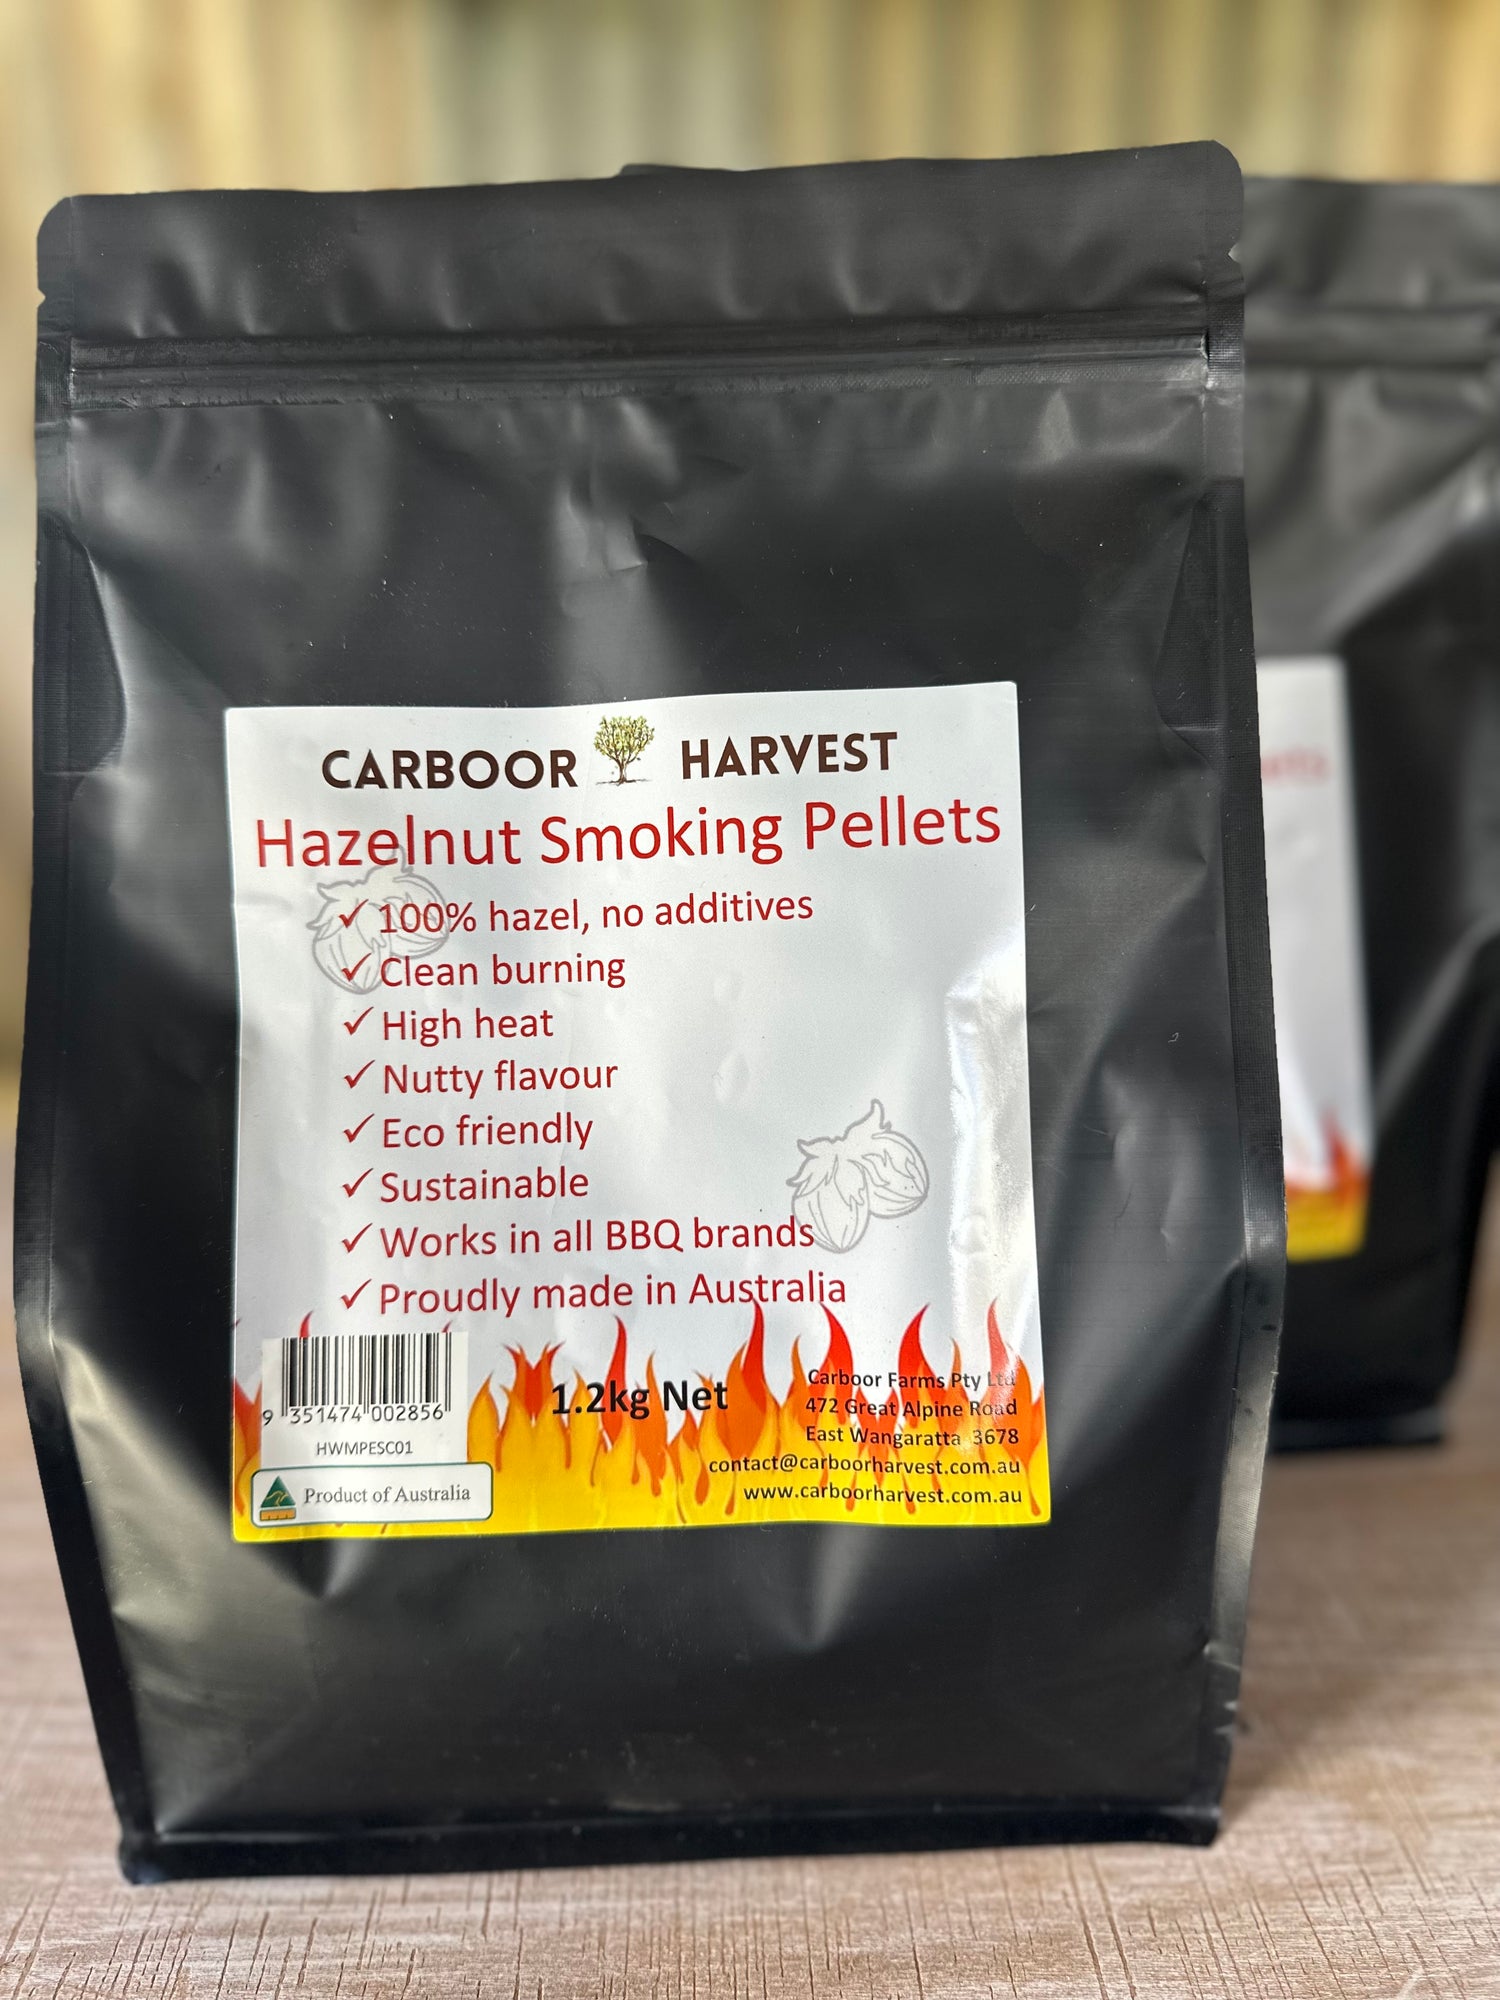 CARBOOR HARVEST
Hazelnut Smoking Pellets
✓ 100% hazel, no additives
✓ Clean burning
✓ High heat
✓ Nutty flavour
✓ Eco friendly
✓ Sustainable
✓ Works in all BBQ brands
✓ Proudly made in Australia
9 351474 002856
HWMPESC01
Product of Australia
1.2kg Net
Carboor Farms Pty Ltd
472 Great Alpine Road
East Wangaratta 3678
contact@carboorharvest.com.au
www.carboorharvest.com.au